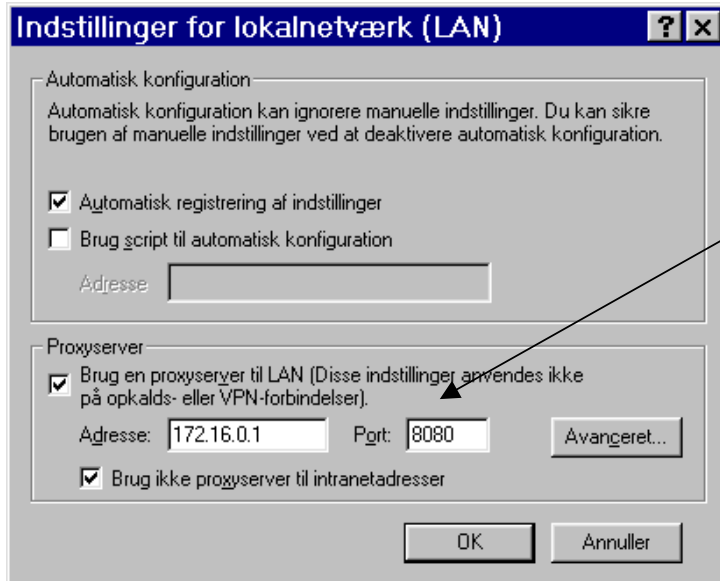 Indstillinger for lokalnetværk (LAN)
Automatisk konfiguration
Automatisk konfiguration kan ignorere manuelle indstillinger. Du kan sikre
brugen af manuelle indstillinger ved at deaktivere automatisk konfiguration.
Automatisk registrering af indstillinger
Brug script til automatisk konfiguration
Adresse
Proxyserver
Brug en proxyserver til LAN (Disse indstillinger anvendes ikke
på opkalds- eller VPN-forbindelser).
Adresse: 172.16.0.1 Port: 8080 Avanceret...
Brug ikke proxyserver til intranetadresser
OK Annuller